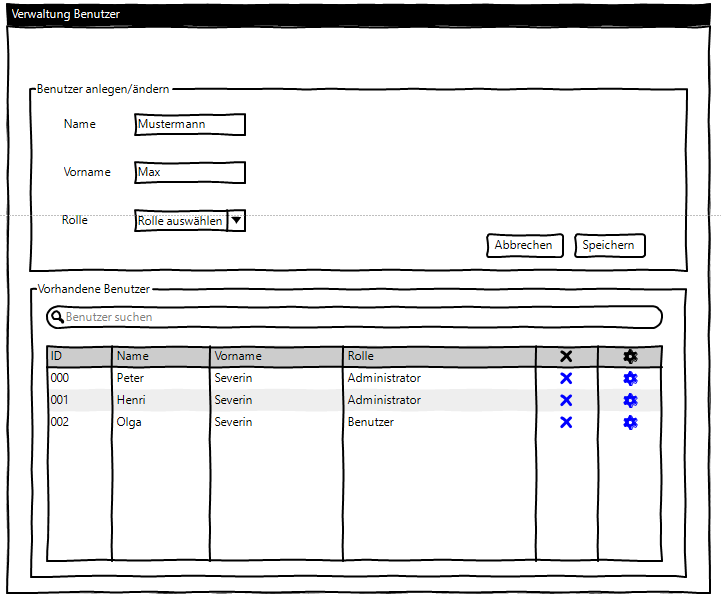 Verwaltung Benutzer
Benutzer anlegen/ändern
Name Mustermann
Vorname Max
Rolle Rolle auswählen
Abbrechen Speichern
Vorhandene Benutzer
Benutzer suchen
ID Name Vorname Rolle
000 Peter Severin Administrator
001 Henri Severin Administrator
002 Olga Severin Benutzer